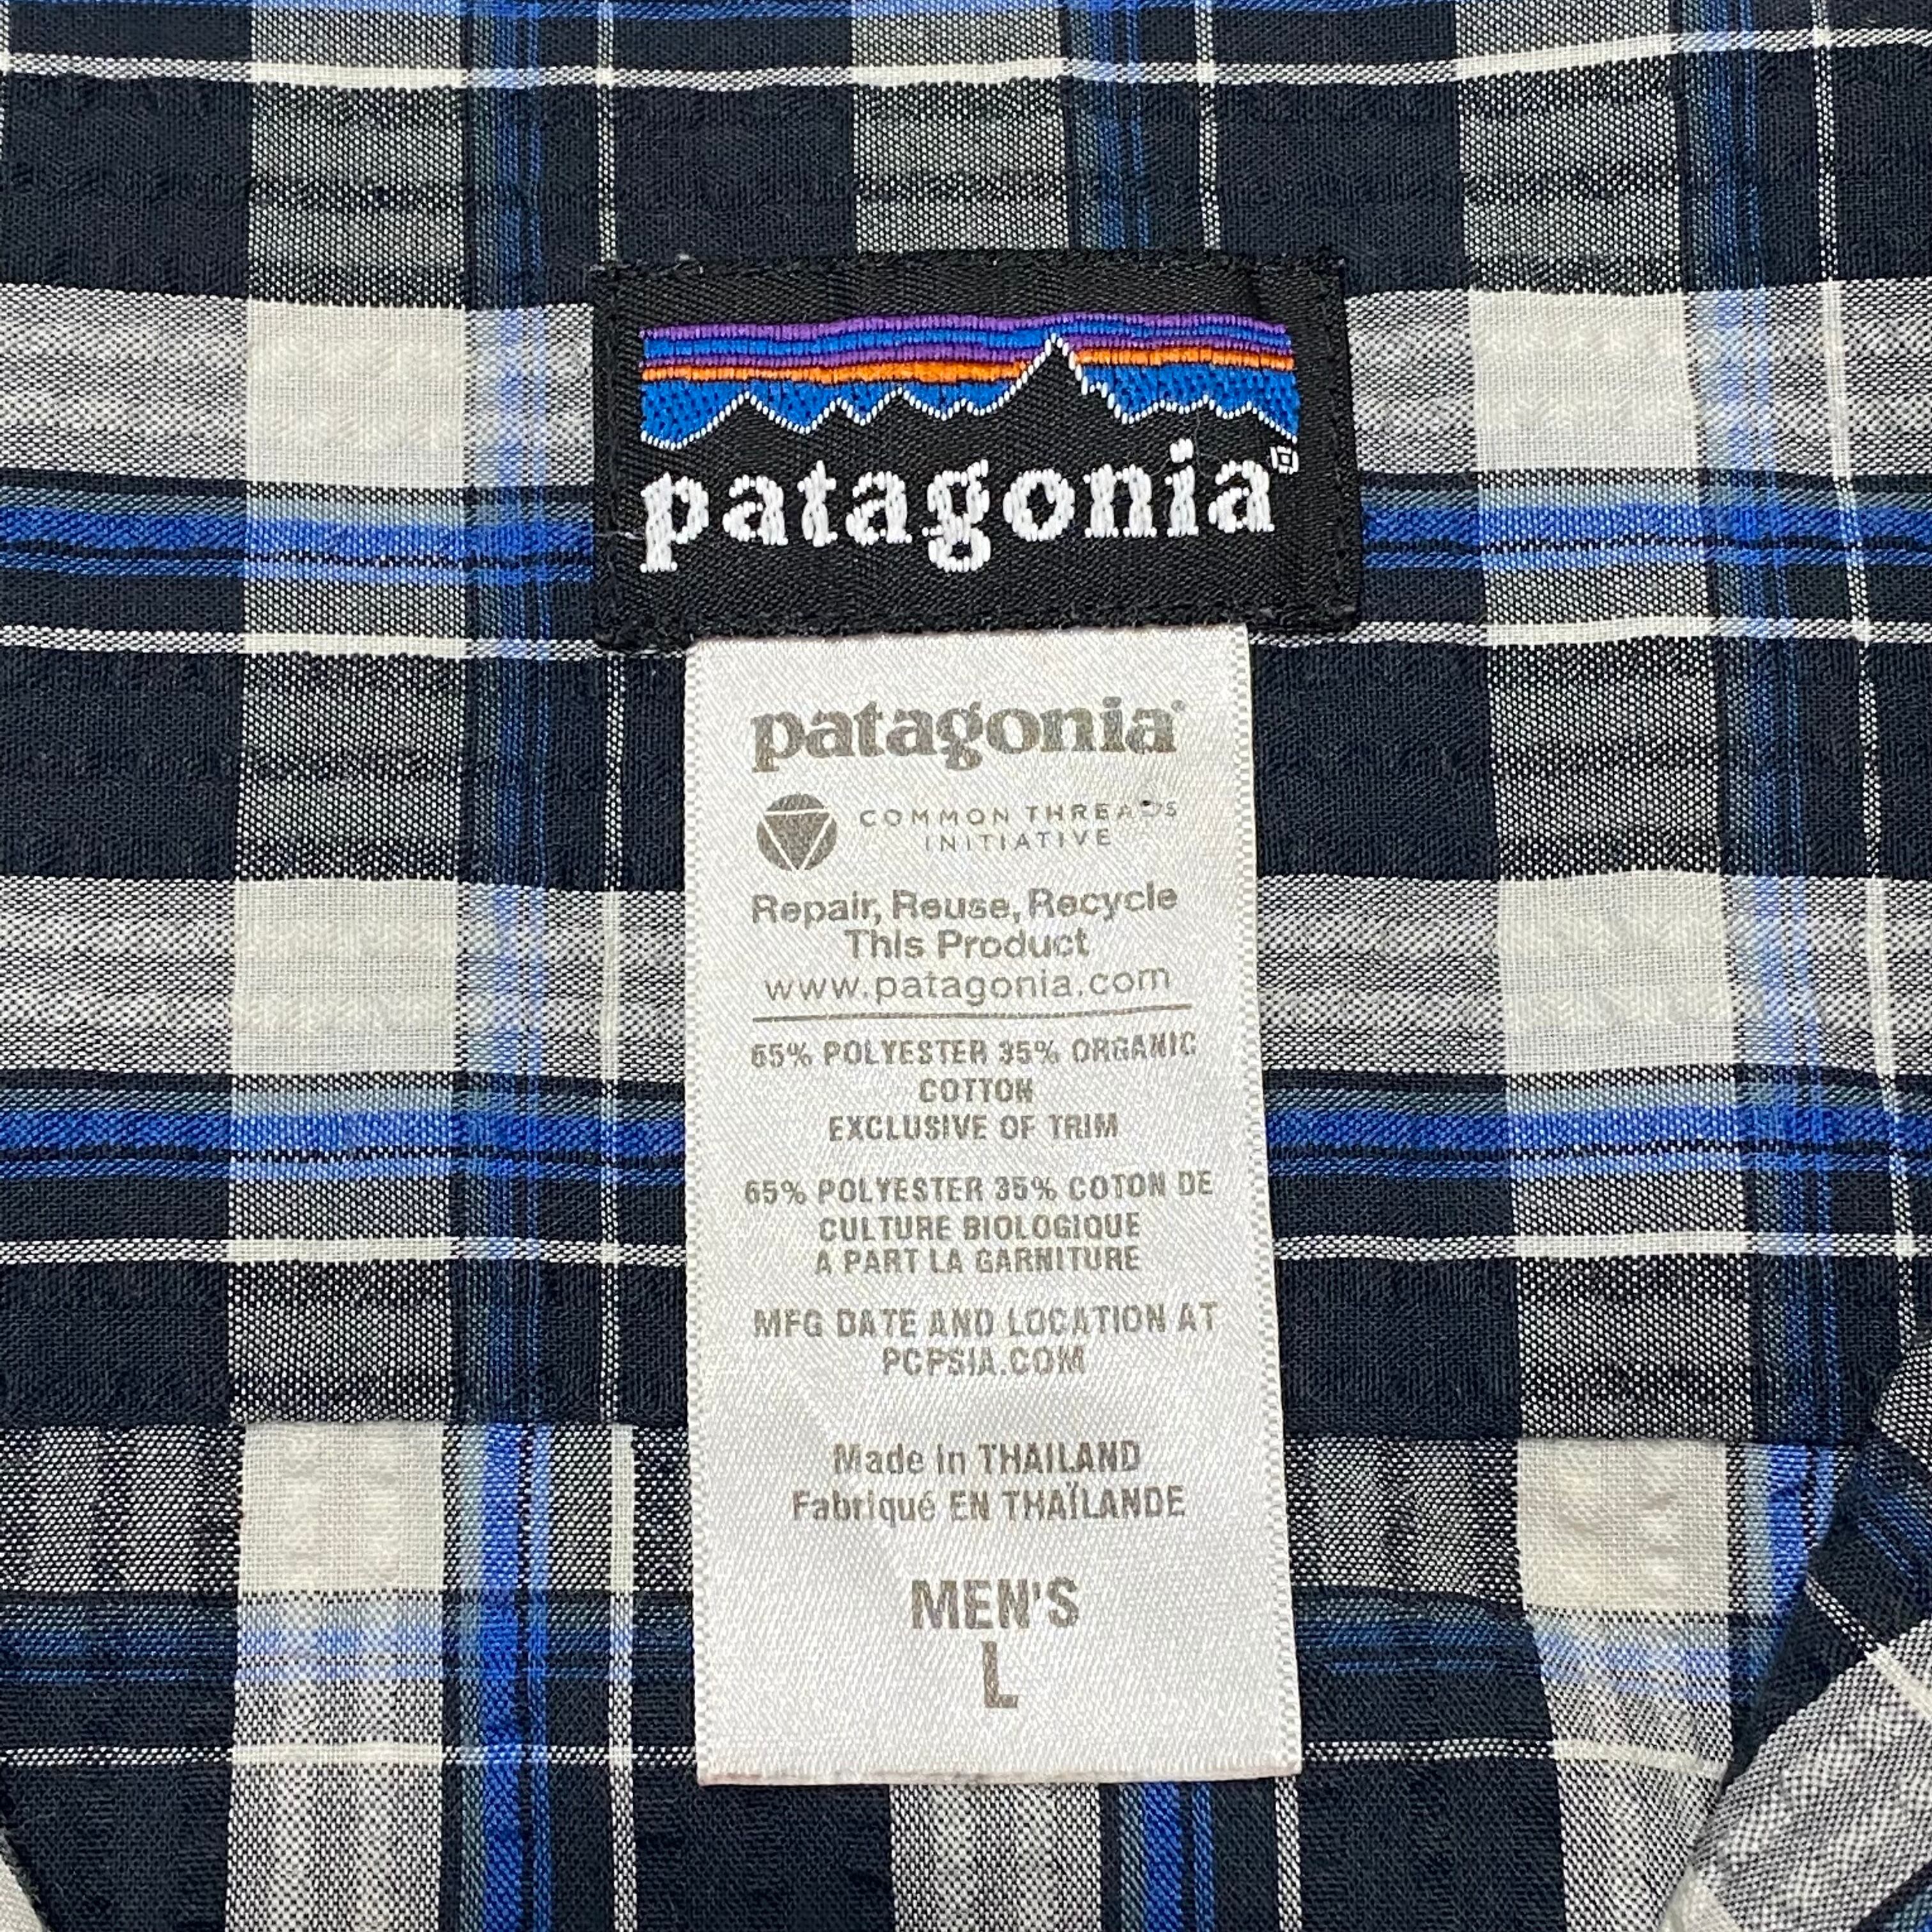 patagonia
patagonia®
COMMON THREADS
INITIATIVE
Repair, Reuse, Recycle
This Product
www.patagonia.com
65% POLYESTER 35% ORGANIC
COTTON
EXCLUSIVE OF TRIM
65% POLYESTER 35% COTON DE
CULTURE BIOLOGIQUE
A PART LA GARNITURE
MFG DATE AND LOCATION AT
PCPSIA.COM
Made in THAILAND
Fabriqué EN THAÏLANDE
MEN'S
L